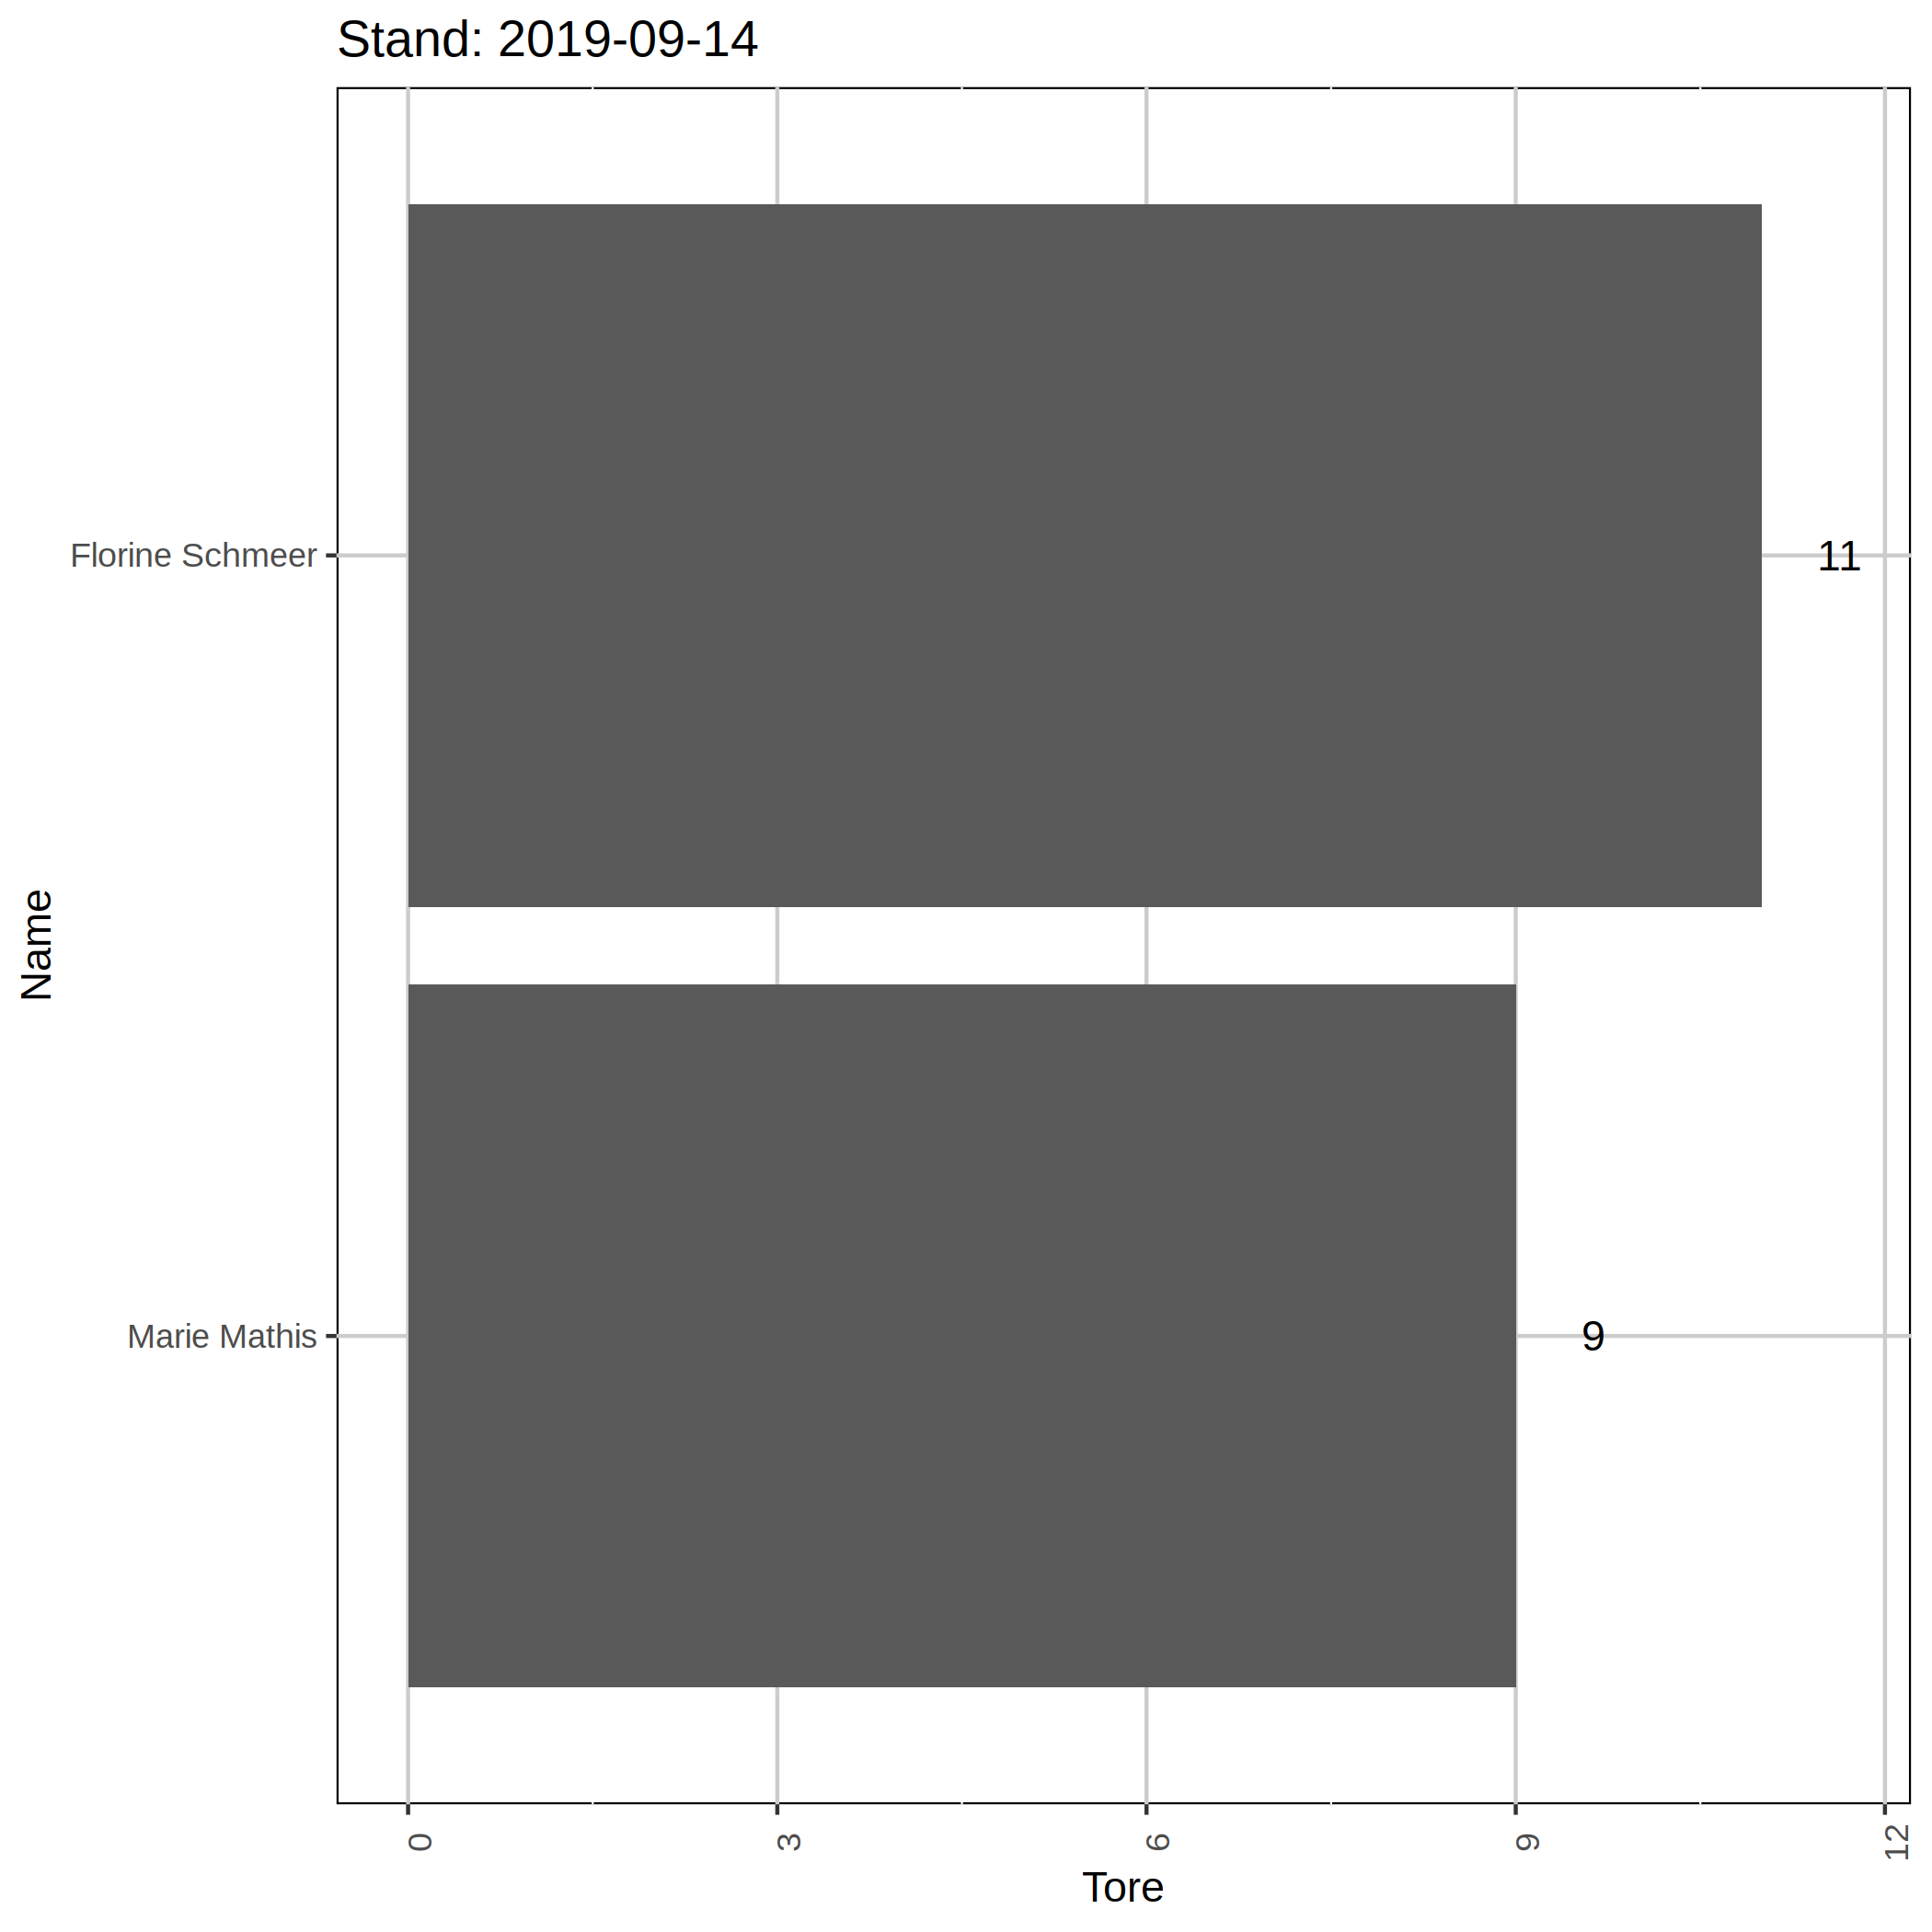 Stand: 2019-09-14
Name
Florine Schmeer
11
Marie Mathis
9
0 3 6 9 12
Tore